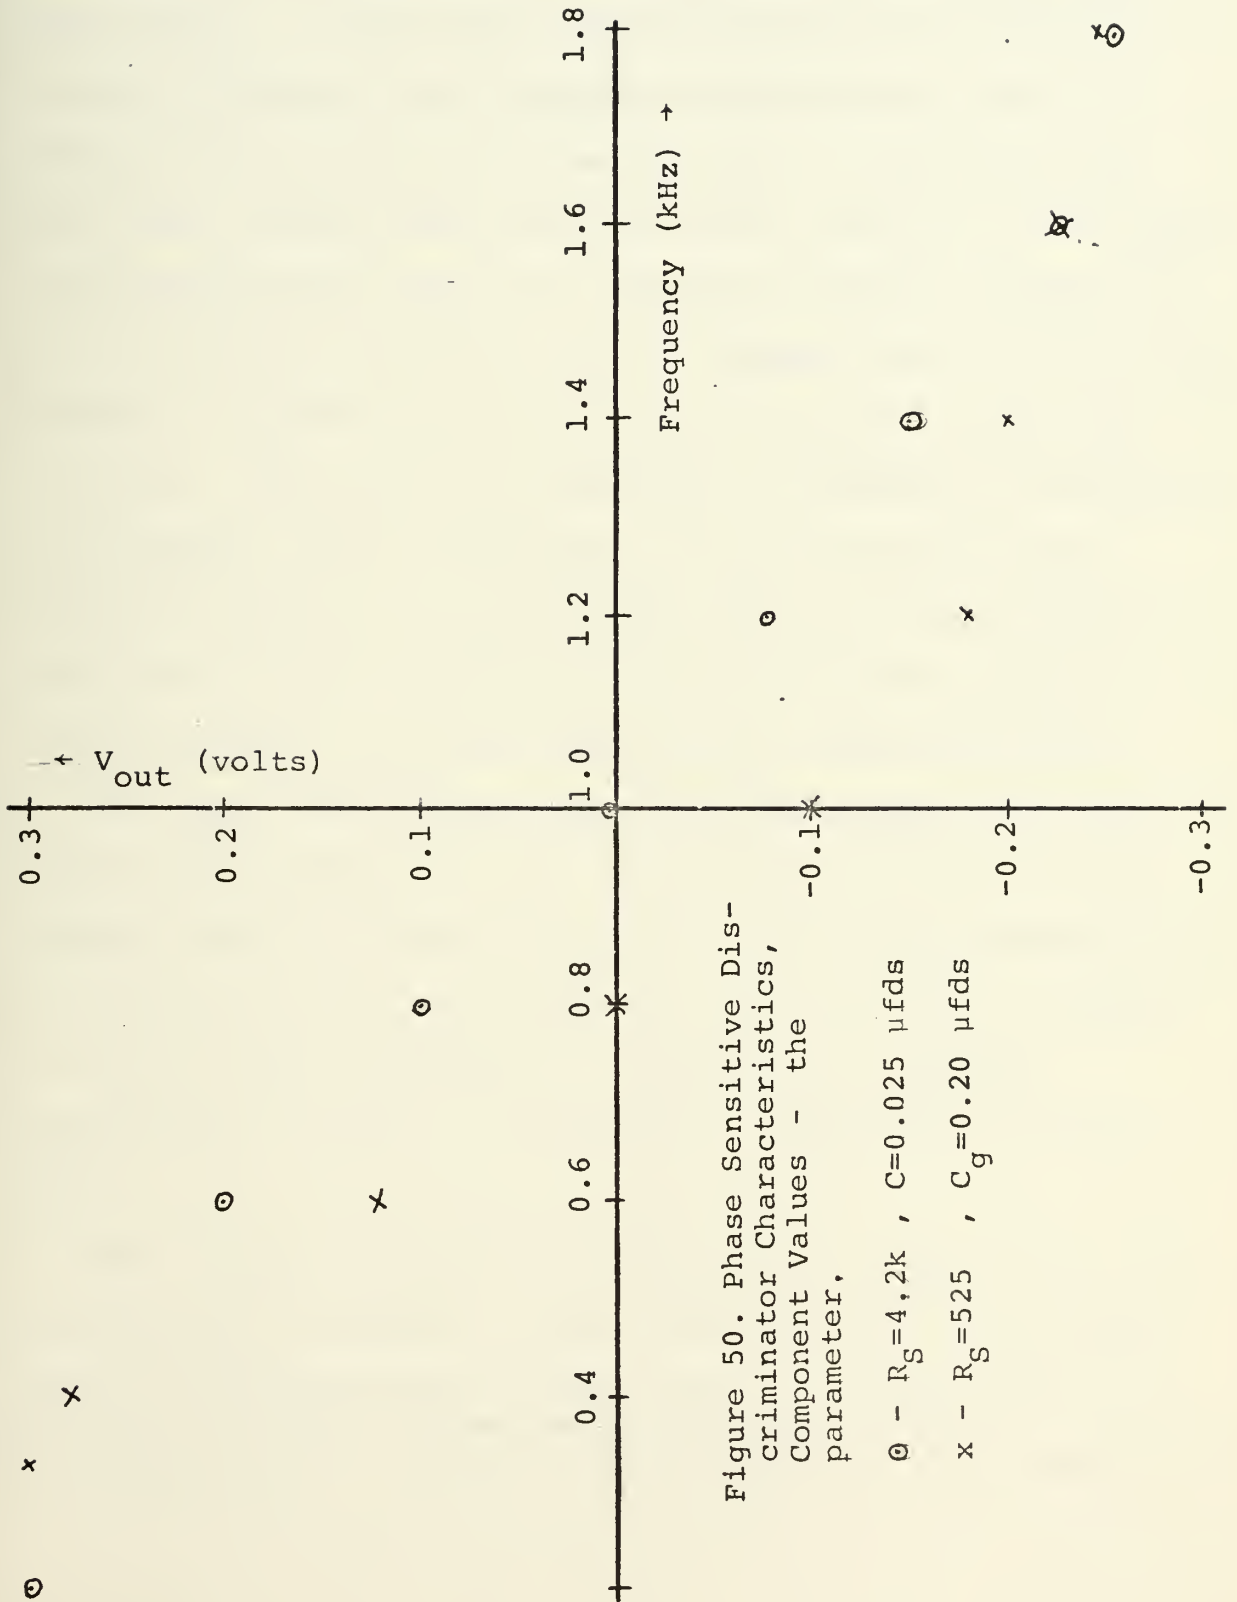 ← V_out (volts)
0.3
0.2
0.1
-0.1
-0.2
-0.3
0.4
0.6
0.8
1.0
1.2
1.4
1.6
1.8
Frequency (kHz) →
Figure 50. Phase Sensitive Dis-
criminator Characteristics,
Component Values - the
parameter.
⊙ - R_S=4.2k , C=0.025 µfds
x - R_S=525 , C_g=0.20 µfds